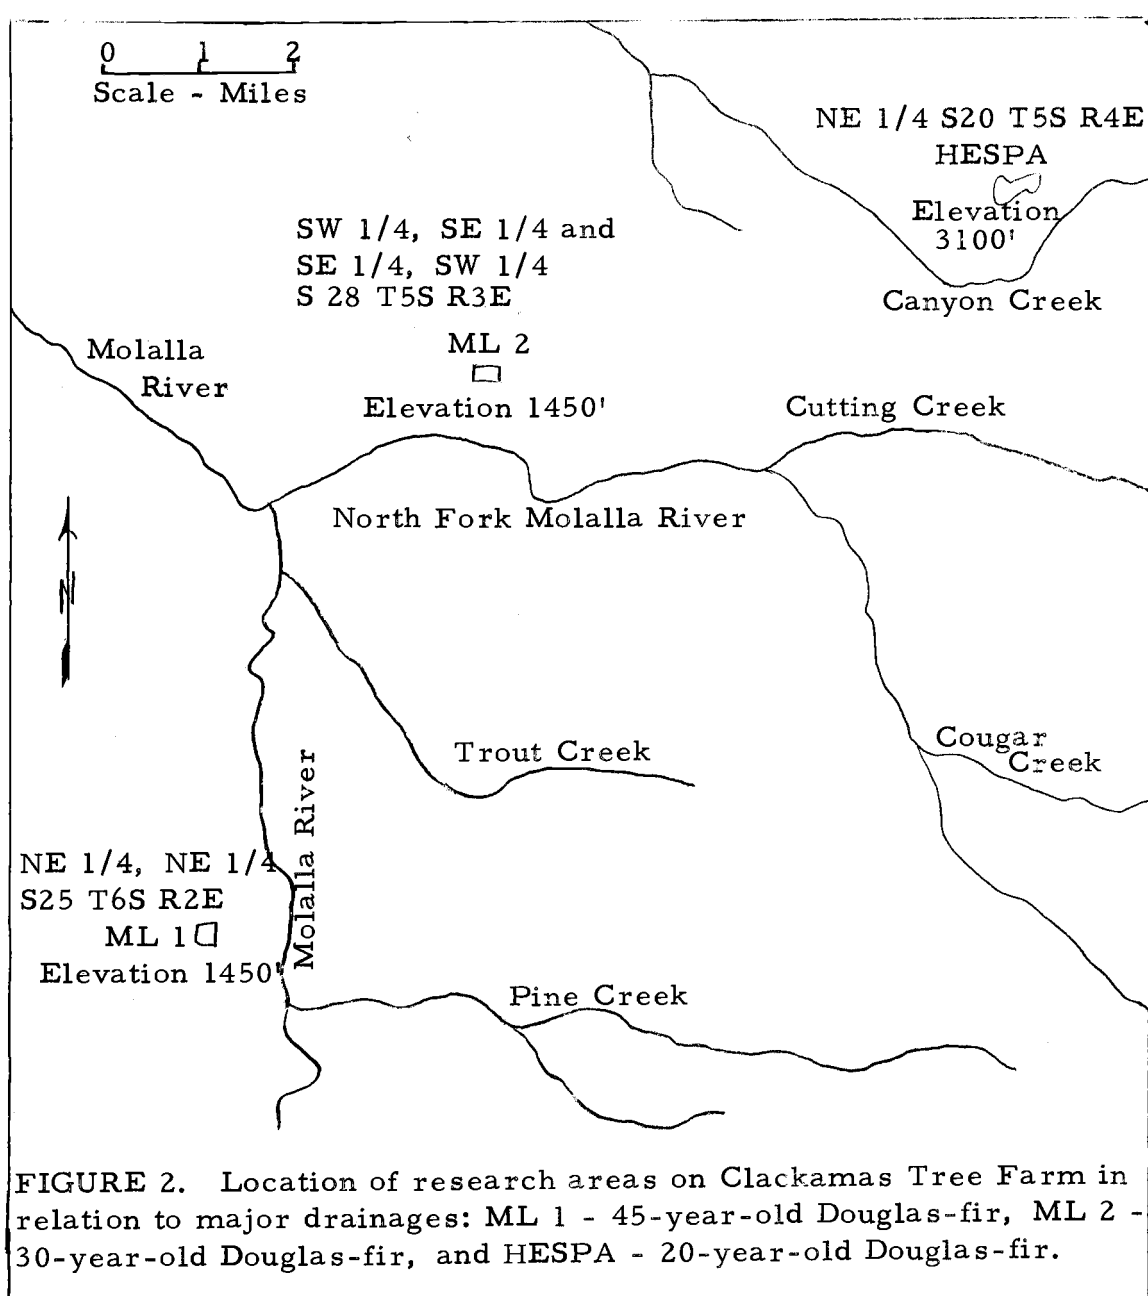 0 1 2
Scale - Miles
NE 1/4 S20 T5S R4E
HESPA
Elevation
3100'
Canyon Creek
SW 1/4, SE 1/4 and
SE 1/4, SW 1/4
S 28 T5S R3E
ML 2
Elevation 1450'
Molalla
River
Cutting Creek
North Fork Molalla River
N
Trout Creek
Cougar
Creek
Molalla River
NE 1/4, NE 1/4
S25 T6S R2E
ML 1
Elevation 1450'
Pine Creek
FIGURE 2. Location of research areas on Clackamas Tree Farm in
relation to major drainages: ML 1 - 45-year-old Douglas-fir, ML 2 -
30-year-old Douglas-fir, and HESPA - 20-year-old Douglas-fir.